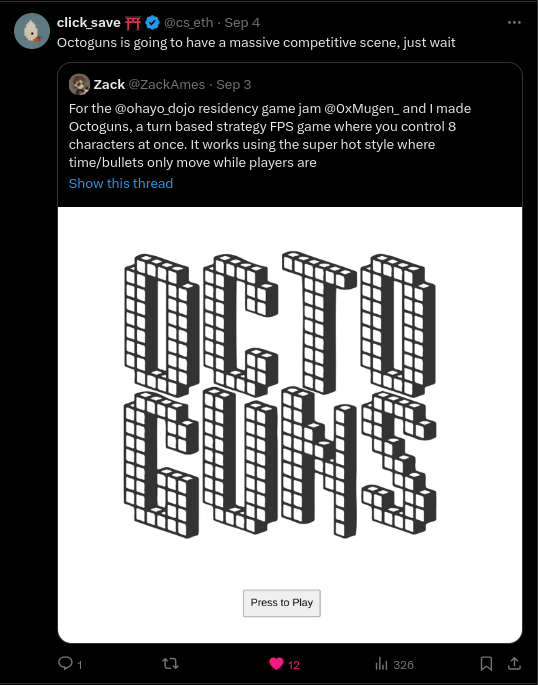 click_save ⛩️ @cs_eth · Sep 4
Octoguns is going to have a massive competitive scene, just wait
Zack @ZackAmes · Sep 3
For the @ohayo_dojo residency game jam @0xMugen_ and I made
Octoguns, a turn based strategy FPS game where you control 8
characters at once. It works using the super hot style where
time/bullets only move while players are
Show this thread
OCTO
GUNS
Press to Play
1
12
326